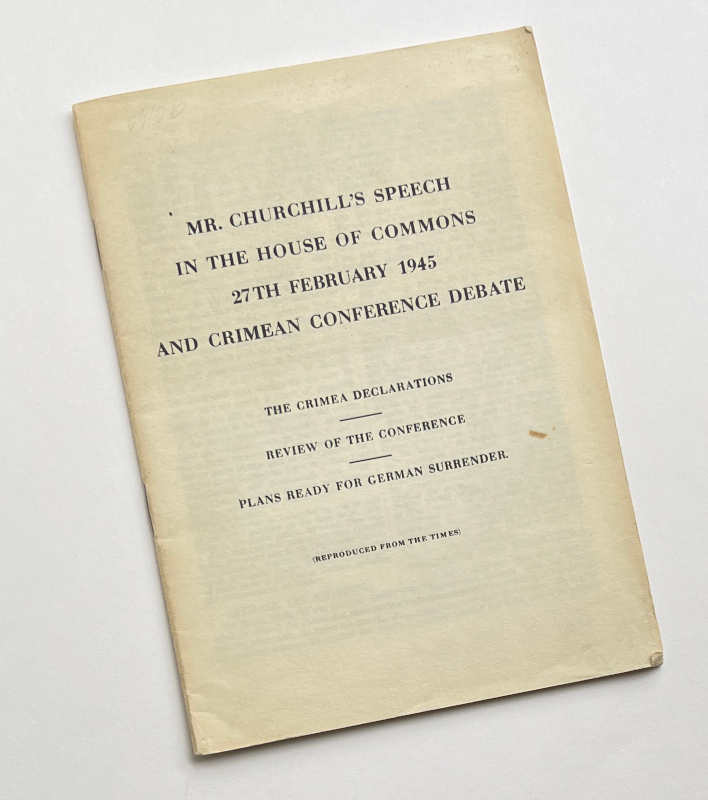 MR. CHURCHILL'S SPEECH
IN THE HOUSE OF COMMONS
27TH FEBRUARY 1945
AND CRIMEAN CONFERENCE DEBATE
THE CRIMEA DECLARATIONS
REVIEW OF THE CONFERENCE
PLANS READY FOR GERMAN SURRENDER.
(REPRODUCED FROM THE TIMES)